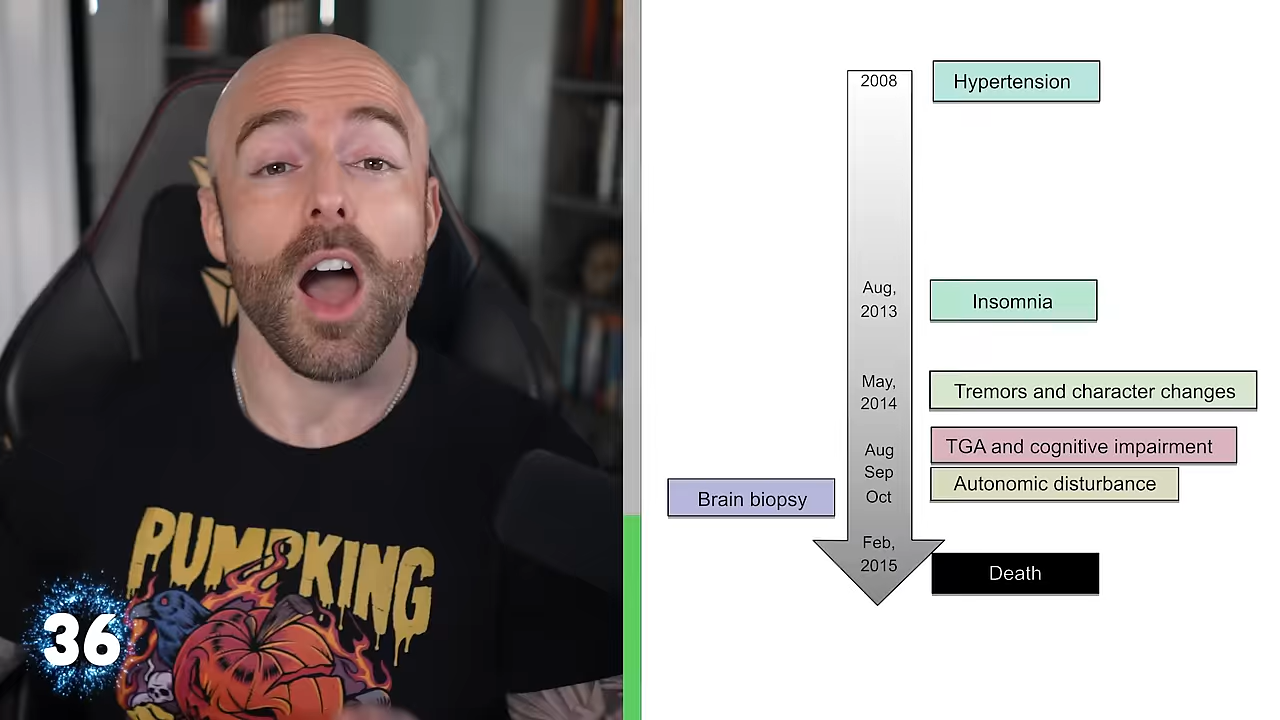 PUMPKING
36
2008
Hypertension
Aug,
2013
Insomnia
May,
2014
Tremors and character changes
Aug
TGA and cognitive impairment
Sep
Autonomic disturbance
Oct
Brain biopsy
Feb,
2015
Death